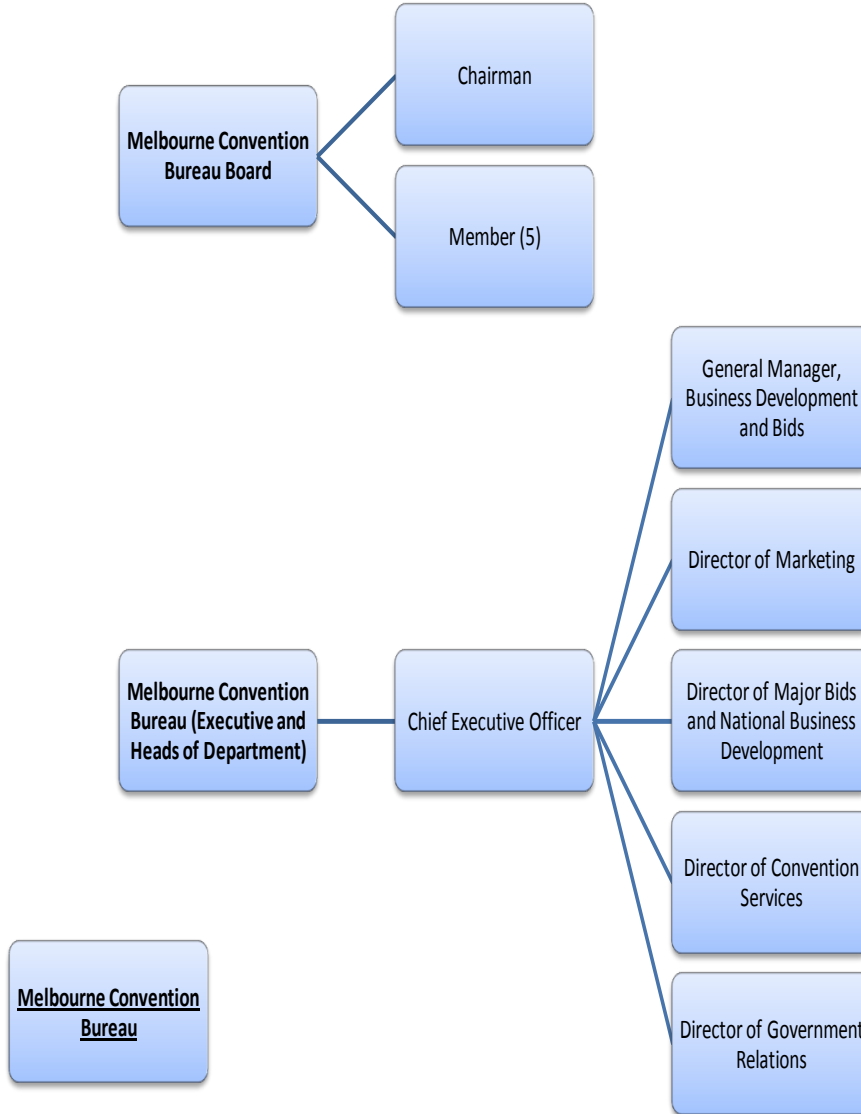 Chairman
Melbourne Convention
Bureau Board
Member (5)
General Manager,
Business Development
and Bids
Director of Marketing
Melbourne Convention
Bureau (Executive and
Heads of Department)
Chief Executive Officer
Director of Major Bids
and National Business
Development
Director of Convention
Services
Melbourne Convention
Bureau
Director of Government
Relations